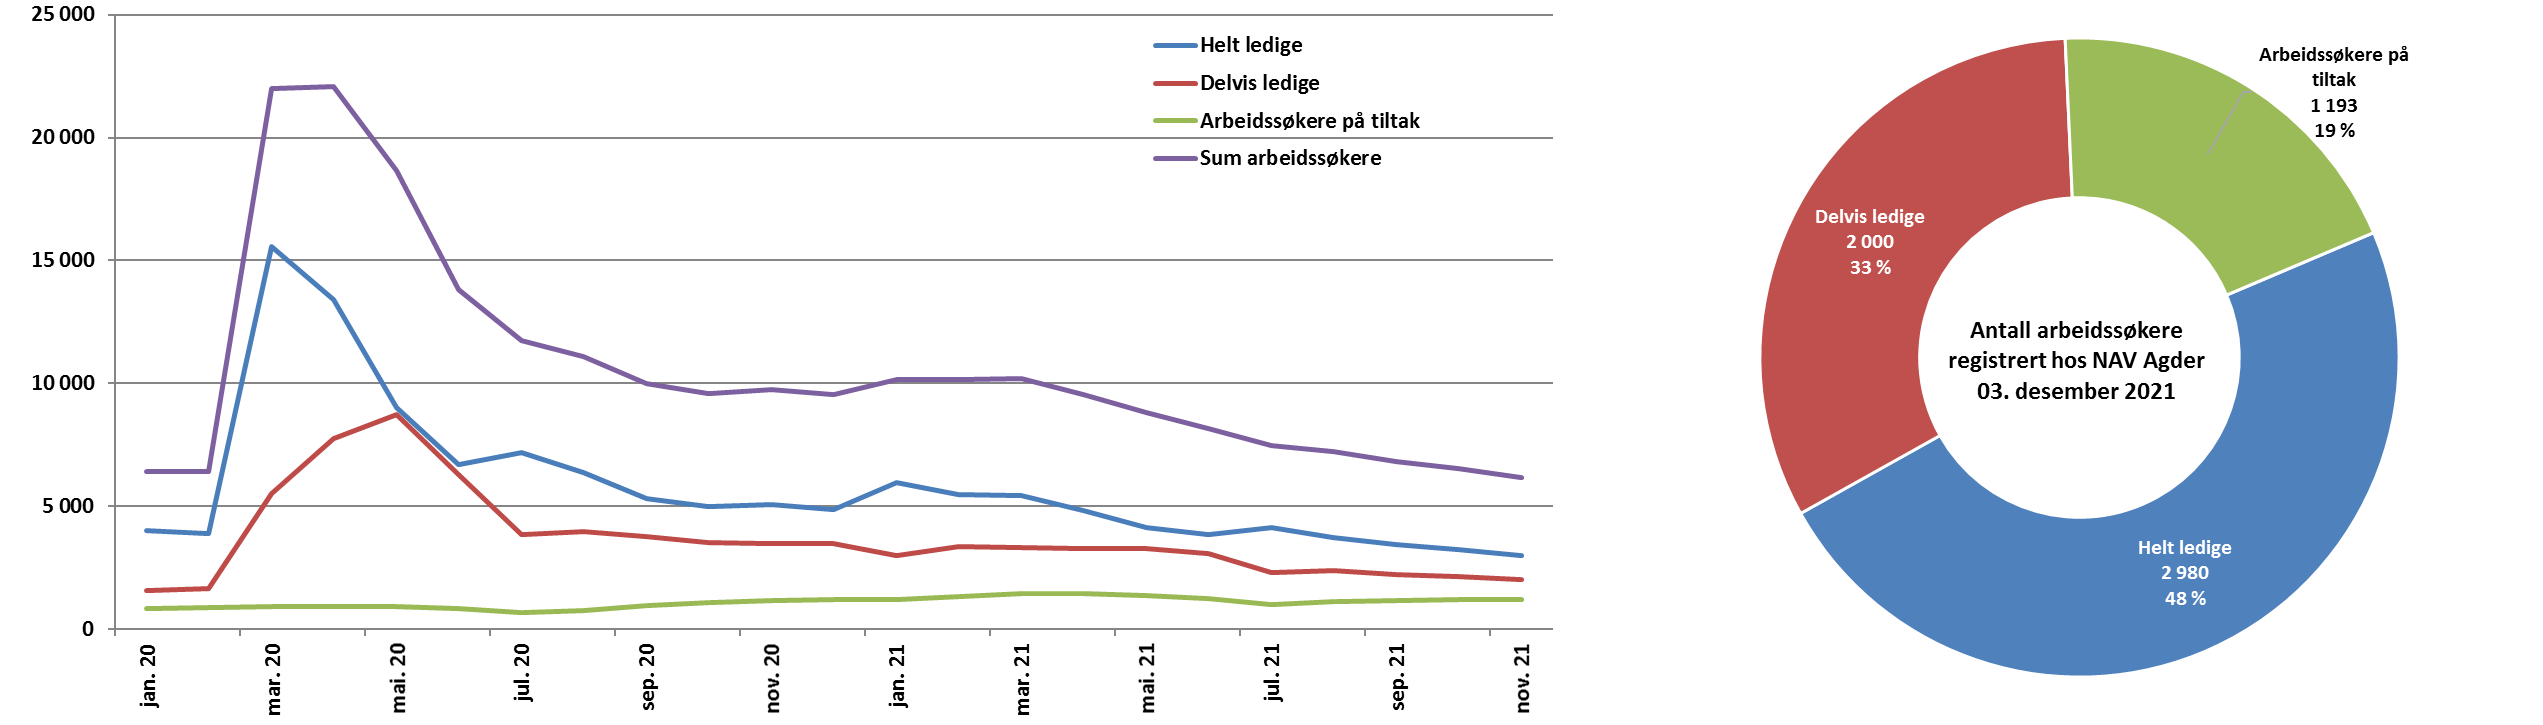 25 000
20 000
15 000
10 000
5 000
0
jan. 20
mar. 20
mai. 20
jul. 20
sep. 20
nov. 20
jan. 21
mar. 21
mai. 21
jul. 21
sep. 21
nov. 21
Helt ledige
Delvis ledige
Arbeidssøkere på tiltak
Sum arbeidssøkere
Arbeidssøkere på
tiltak
1 193
19 %
Delvis ledige
2 000
33 %
Antall arbeidssøkere
registrert hos NAV Agder
03. desember 2021
Helt ledige
2 980
48 %